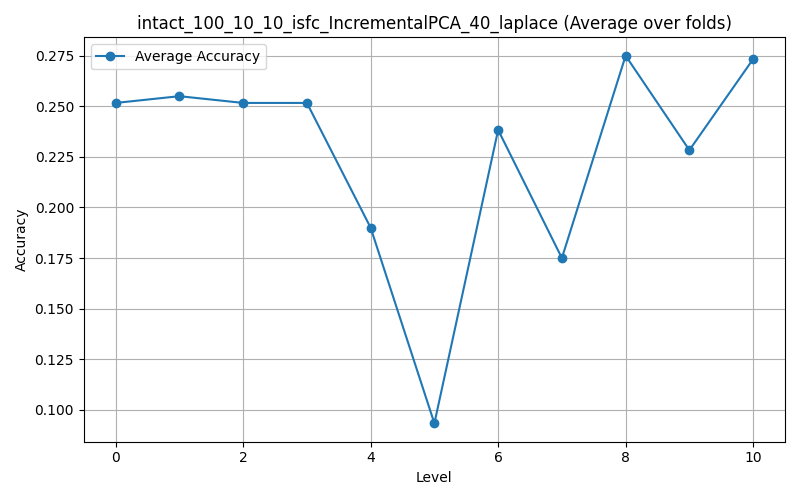 intact_100_10_10_isfc_IncrementalPCA_40_laplace (Average over folds)
Average Accuracy
0.275
0.250
0.225
0.200
0.175
0.150
0.125
0.100
Accuracy
0 2 4 6 8 10
Level